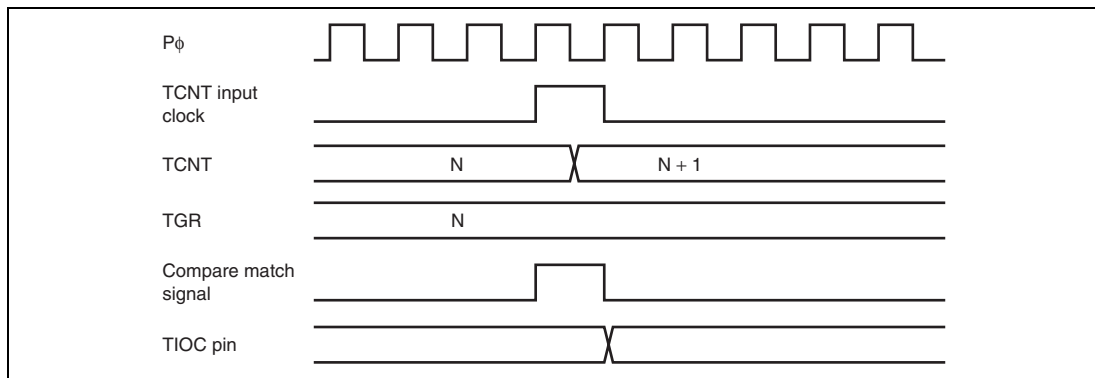 Pϕ
TCNT input
clock
TCNT
N
N + 1
TGR
N
Compare match
signal
TIOC pin